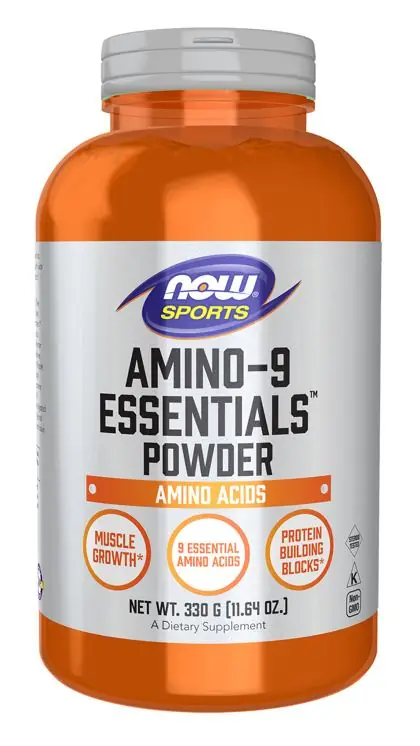 NOW®
SPORTS
AMINO-9
ESSENTIALS™
POWDER
AMINO ACIDS
MUSCLE
GROWTH*
9 ESSENTIAL
AMINO ACIDS
PROTEIN
BUILDING
BLOCKS*
K
Non-
GMO
NET WT. 330 G (11.64 OZ.)
A Dietary Supplement